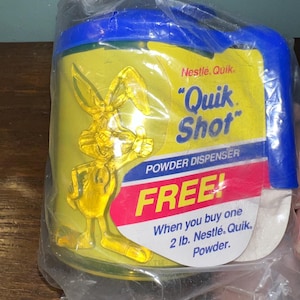 Nestlé® Quik®
"Quik
Shot"
POWDER DISPENSER
FREE!
When you buy one
2 lb. Nestlé® Quik®
Powder.